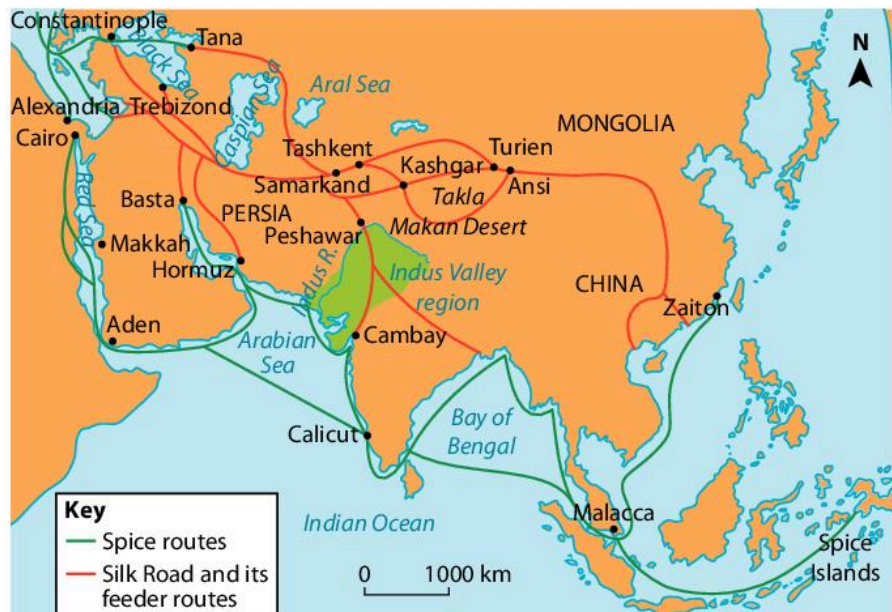 Constantinople
Tana
Black Sea
Aral Sea
N
Caspian Sea
Alexandria
Trebizond
Cairo
MONGOLIA
Tashkent
Turien
Kashgar
Samarkand
Takla
Ansi
Makan Desert
Red Sea
Basta
PERSIA
Peshawar
Makkah
Hormuz
Indus R.
Indus Valley
region
CHINA
Zaiton
Aden
Arabian
Sea
Cambay
Calicut
Bay of
Bengal
Indian Ocean
Malacca
Spice
Islands
Key
Spice routes
Silk Road and its
feeder routes
0 1000 km